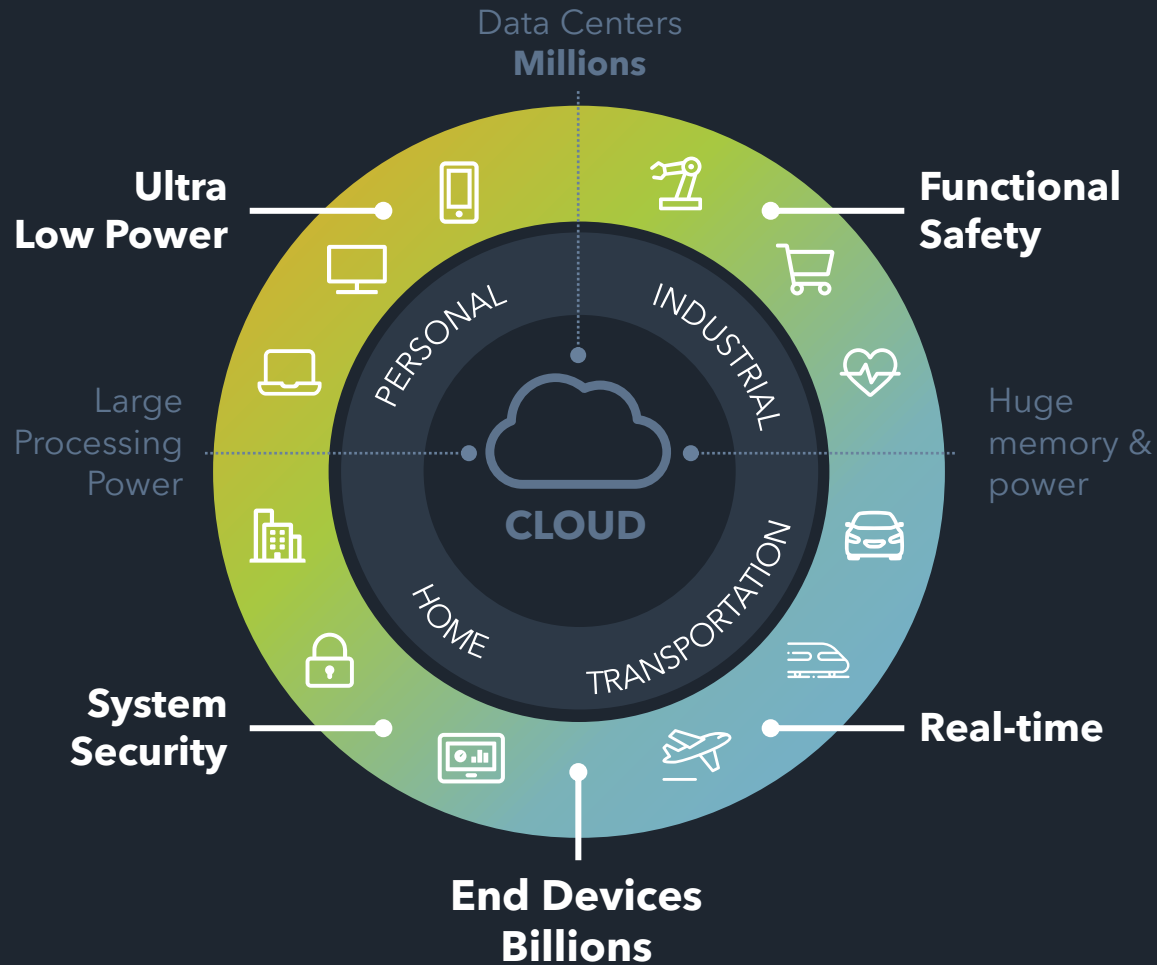 Data Centers
Millions
Ultra
Low Power
Functional
Safety
PERSONAL
INDUSTRIAL
Large
Processing
Power
Huge
memory &
power
CLOUD
HOME
TRANSPORTATION
System
Security
Real-time
End Devices
Billions